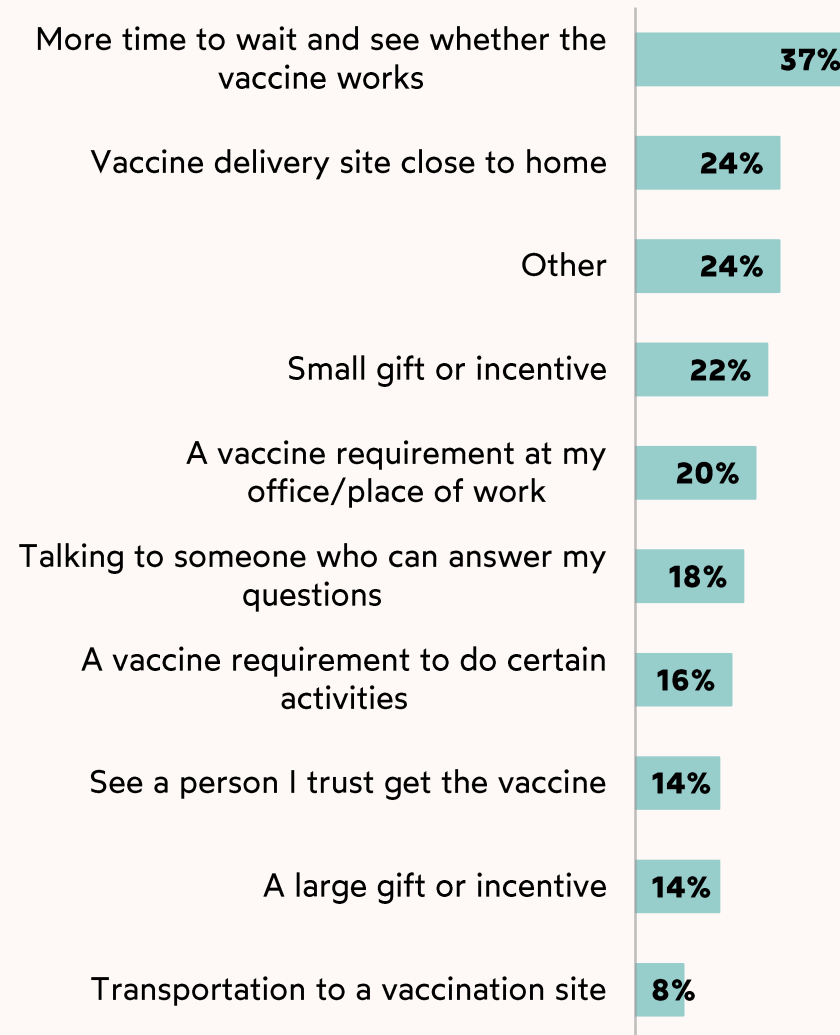 More time to wait and see whether the
vaccine works
37%
Vaccine delivery site close to home
24%
Other
24%
Small gift or incentive
22%
A vaccine requirement at my
office/place of work
20%
Talking to someone who can answer my
questions
18%
A vaccine requirement to do certain
activities
16%
See a person I trust get the vaccine
14%
A large gift or incentive
14%
Transportation to a vaccination site
8%